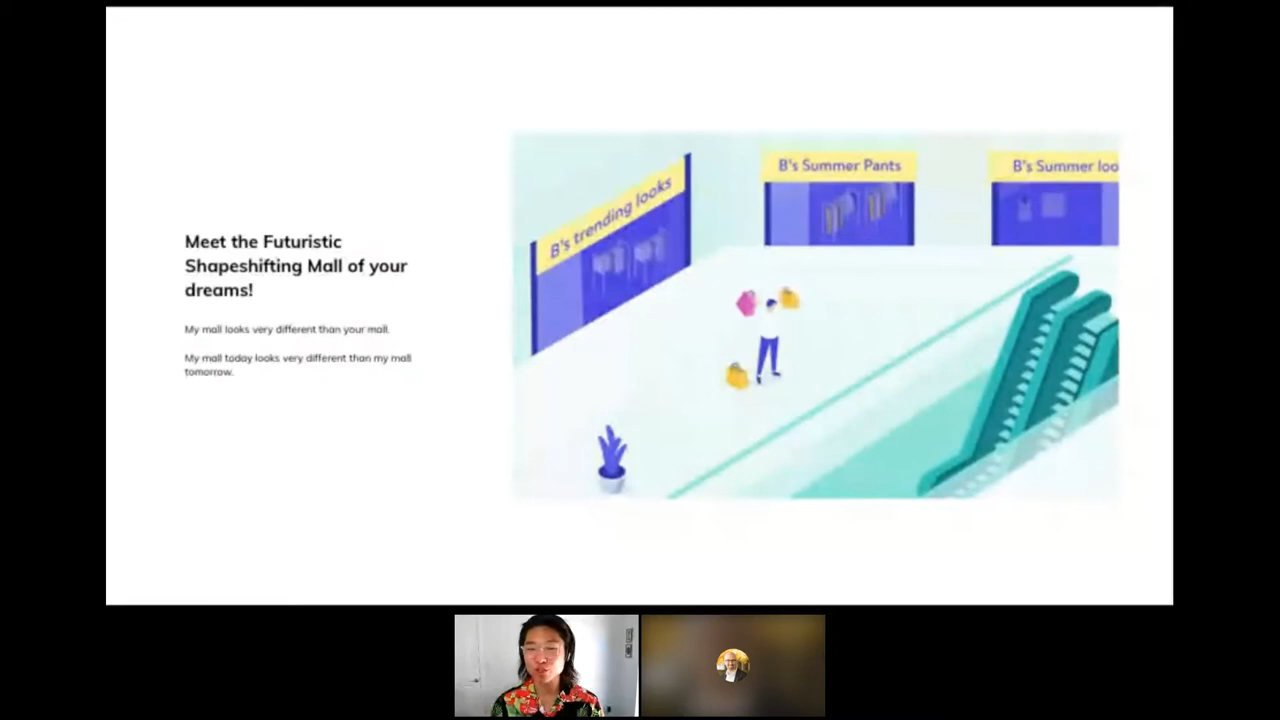 Meet the Futuristic
Shapeshifting Mall of your
dreams!
My mall looks very different than your mall.
My mall today looks very different than my mall
tomorrow.
B's trending looks
B's Summer Pants
B's Summer loo